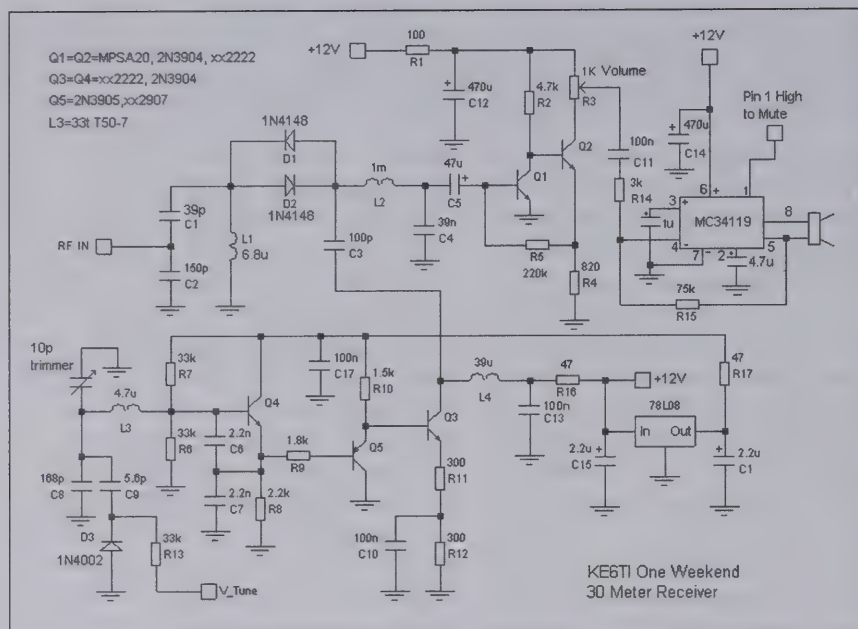 Q1=Q2=MPSA20, 2N3904, xx2222
Q3=Q4=xx2222, 2N3904
Q5=2N3905,xx2907
L3=33t T50-7
+12V
100
R1
470u
C12
4.7k
R2
1K Volume
R3
+12V
Pin 1 High
to Mute
470u
C14
1N4148
D1
D2
1N4148
1m
L2
47u
C5
Q1
Q2
100n
C11
3k
R14
6
1
3
MC34119
8
1u
4
7
2
5
4.7u
39p
C1
RF IN
150p
C2
L1
6.8u
100p
C3
39n
C4
R5
220k
820
R4
75k
R15
10p
trimmer
33k
R7
4.7u
L3
33k
R6
Q4
2.2n
C6
100n
C17
1.5k
R10
1.8k
R9
Q5
Q3
39u
L4
47
R16
100n
C13
+12V
47
R17
78L08
In
Out
2.2u
C15
2.2u
C1
168p
C8
5.6p
C9
2.2n
C7
2.2k
R8
300
R11
100n
C10
300
R12
D3
1N4002
33k
R13
V_Tune
KE6TI One Weekend
30 Meter Receiver